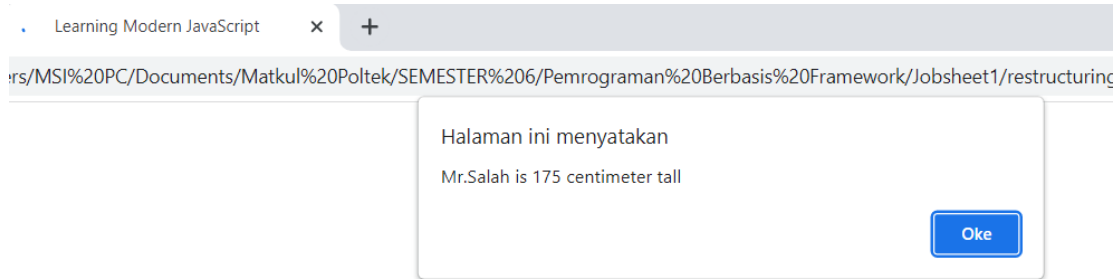 Learning Modern JavaScript
ers/MSI%20PC/Documents/Matkul%20Poltek/SEMESTER%206/Pemrograman%20Berbasis%20Framework/Jobsheet1/restructuring
Halaman ini menyatakan
Mr.Salah is 175 centimeter tall
Oke